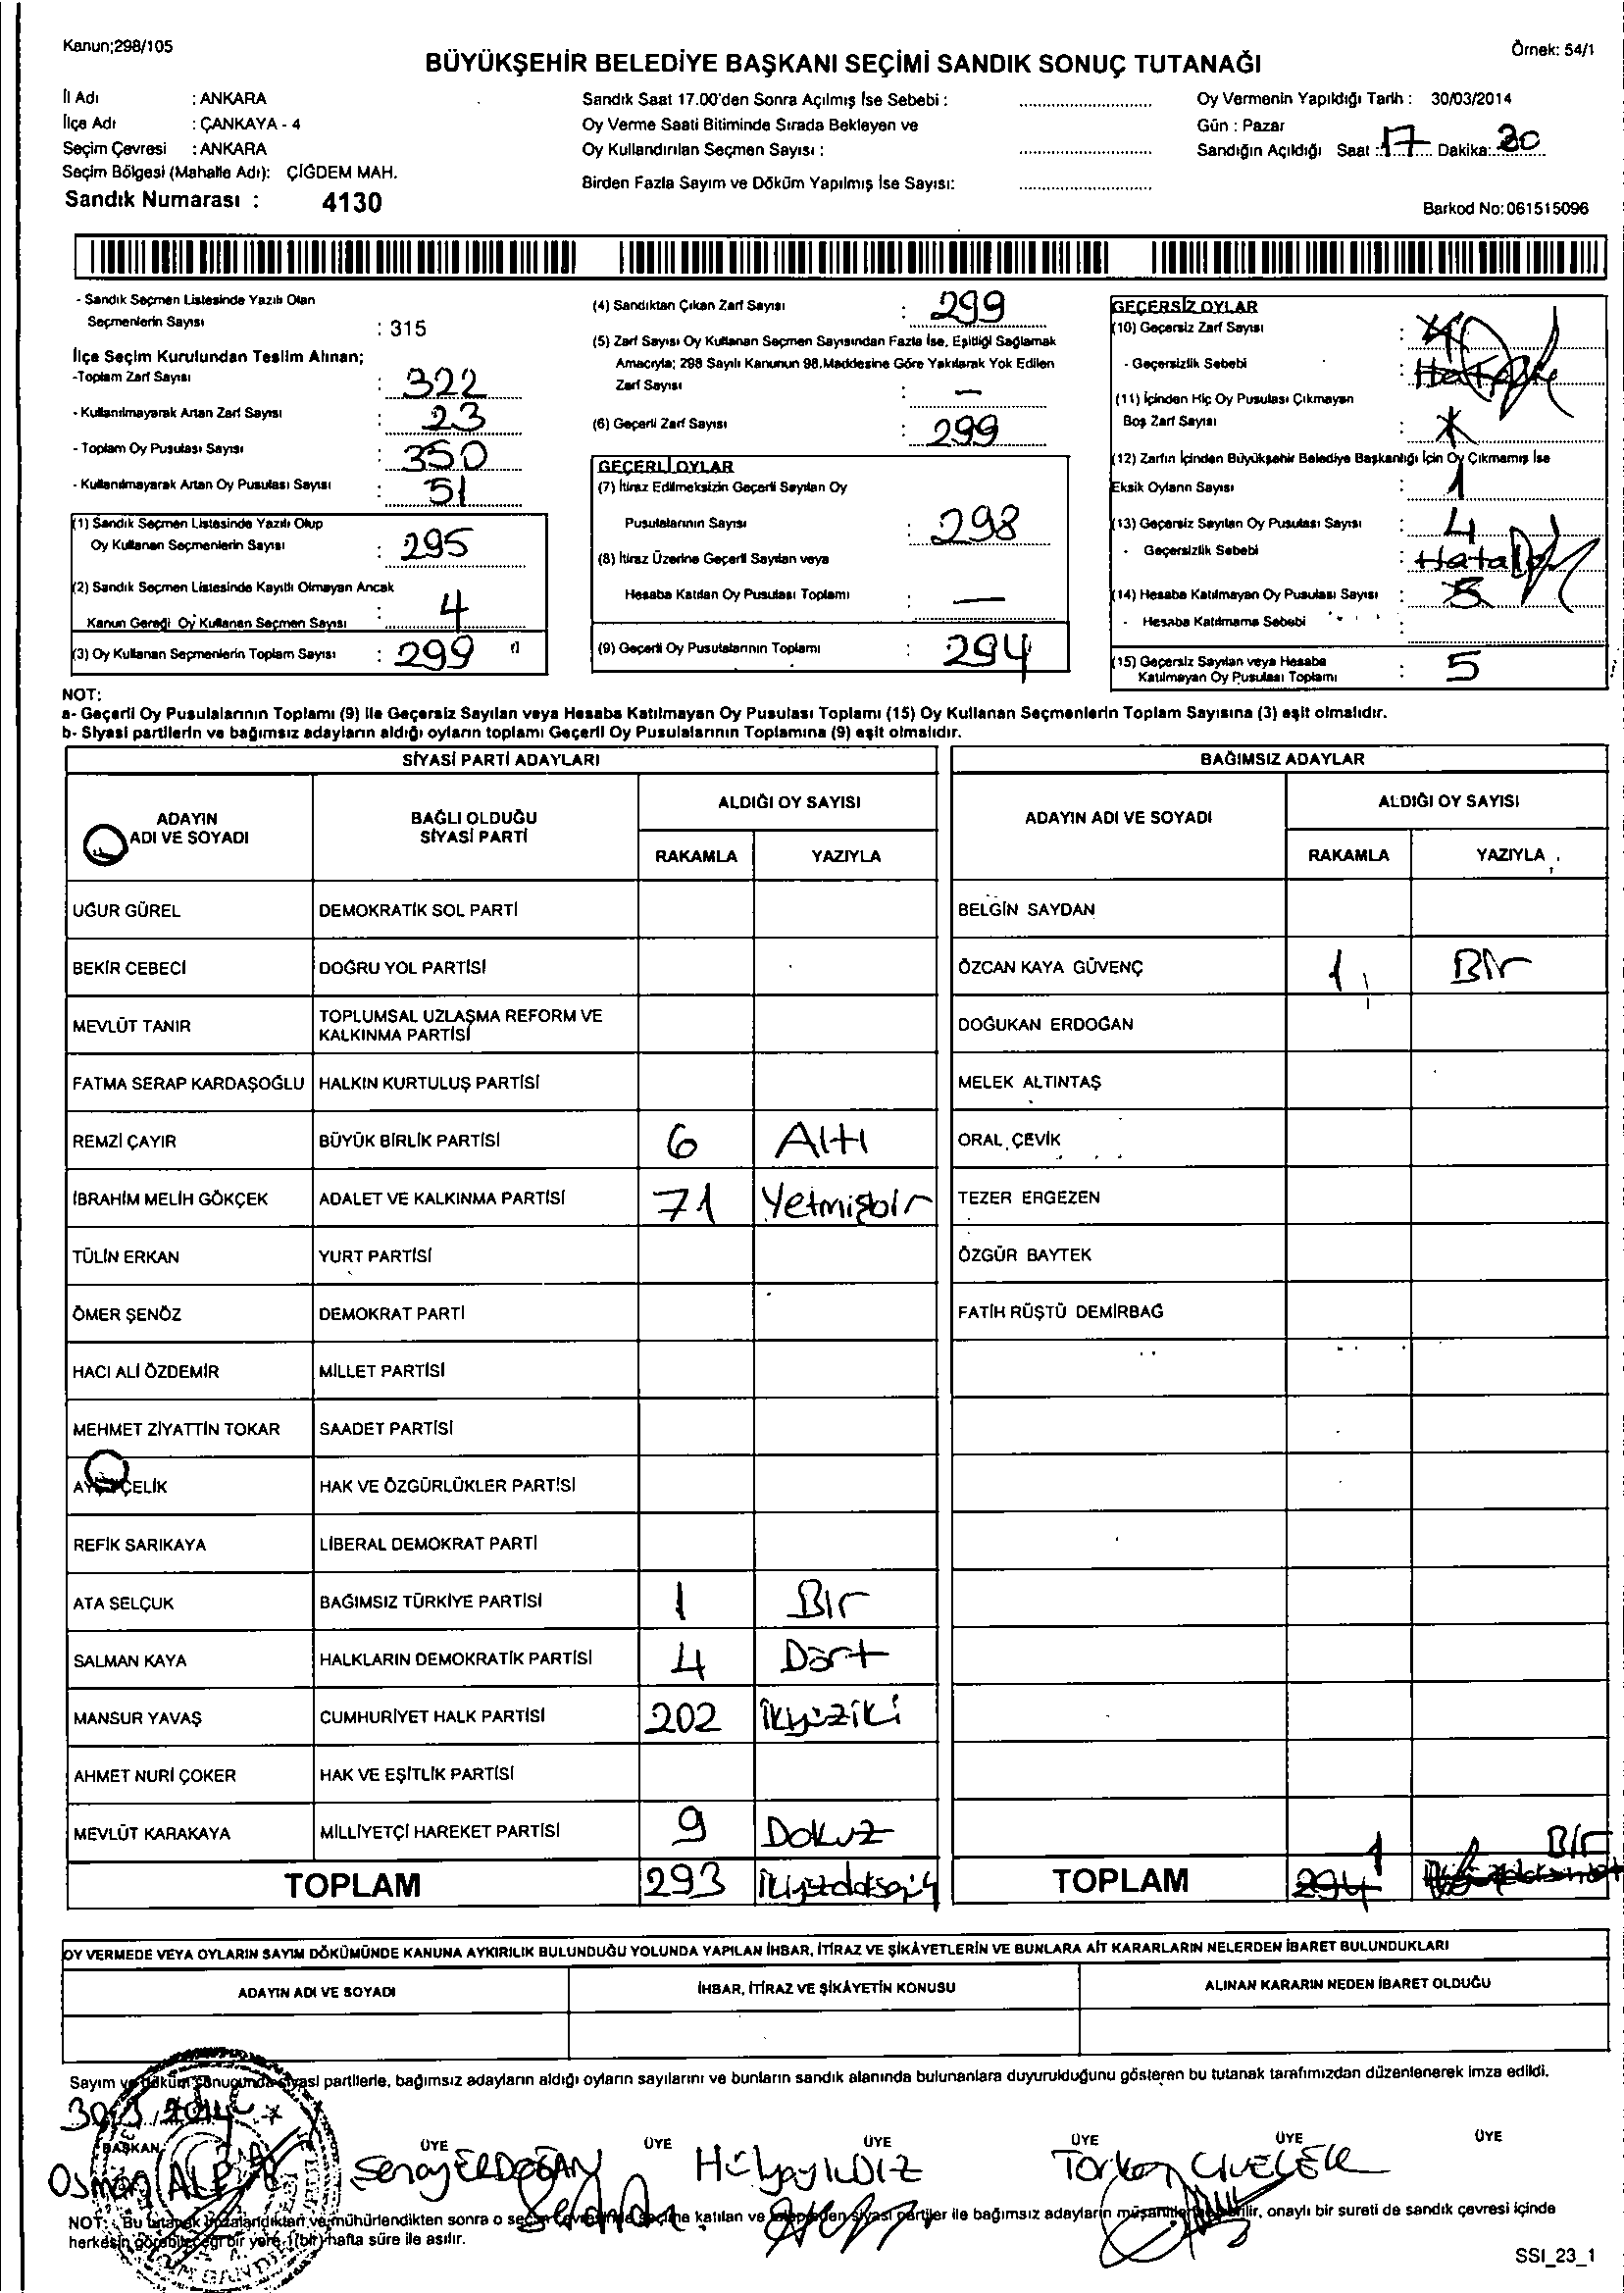 Kanun;298/105
Örnek: 54/1
BÜYÜKŞEHİR BELEDİYE BAŞKANI SEÇİMİ SANDIK SONUÇ TUTANAĞI
İl Adı : ANKARA
İlçe Adı : ÇANKAYA - 4
Seçim Çevresi : ANKARA
Seçim Bölgesi (Mahalle Adı): ÇİĞDEM MAH.
Sandık Numarası : 4130
Sandık Saat 17.00'den Sonra Açılmış İse Sebebi :
Oy Verme Saati Bitiminde Sırada Bekleyen ve
Oy Kullandırılan Seçmen Sayısı :
Birden Fazla Sayım ve Döküm Yapılmış İse Sayısı:
Oy Vermenin Yapıldığı Tarih : 30/03/2014
Gün : Pazar
Sandığın Açıldığı Saat : 17 Dakika: 30
Barkod No:061515096
- Sandık Seçmen Listesinde Yazılı Olan
Seçmenlerin Sayısı : 315
İlçe Seçim Kurulundan Teslim Alınan;
-Toplam Zarf Sayısı : 322
- Kullanılmayarak Artan Zarf Sayısı : 23
- Toplam Oy Pusulası Sayısı : 350
- Kullanılmayarak Artan Oy Pusulası Sayısı : 51
(1) Sandık Seçmen Listesinde Yazılı Olup
Oy Kullanan Seçmenlerin Sayısı : 295
(2) Sandık Seçmen Listesinde Kayıtlı Olmayan Ancak
Kanun Gereği Oy Kullanan Seçmen Sayısı : 4
(3) Oy Kullanan Seçmenlerin Toplam Sayısı : 299
(4) Sandıktan Çıkan Zarf Sayısı : 299
(5) Zarf Sayısı Oy Kullanan Seçmen Sayısından Fazla İse, Eşitliği Sağlamak
Amacıyla; 298 Sayılı Kanunun 98.Maddesine Göre Yakılarak Yok Edilen
Zarf Sayısı : —
(6) Geçerli Zarf Sayısı : 299
GEÇERLİ OYLAR
(7) İtiraz Edilmeksizin Geçerli Sayılan Oy
Pusulalarının Sayısı : 298
(8) İtiraz Üzerine Geçerli Sayılan veya
Hesaba Katılan Oy Pusulası Toplamı : —
(9) Geçerli Oy Pusulalarının Toplamı : 294
GEÇERSİZ OYLAR
(10) Geçersiz Zarf Sayısı :
- Geçersizlik Sebebi :
(11) İçinden Hiç Oy Pusulası Çıkmayan
Boş Zarf Sayısı :
(12) Zarfın İçinden Büyükşehir Belediye Başkanlığı İçin Oy Çıkmamış İse
Eksik Oyların Sayısı : 1
(13) Geçersiz Sayılan Oy Pusulası Sayısı : 4
- Geçersizlik Sebebi : Hatalı
(14) Hesaba Katılmayan Oy Pusulası Sayısı :
- Hesaba Katılmama Sebebi :
(15) Geçersiz Sayılan veya Hesaba
Katılmayan Oy Pusulası Toplamı : 5
NOT:
a- Geçerli Oy Pusulalarının Toplamı (9) ile Geçersiz Sayılan veya Hesaba Katılmayan Oy Pusulası Toplamı (15) Oy Kullanan Seçmenlerin Toplam Sayısına (3) eşit olmalıdır.
b- Siyasi partilerin ve bağımsız adayların aldığı oyların toplamı Geçerli Oy Pusulalarının Toplamına (9) eşit olmalıdır.
SİYASİ PARTİ ADAYLARI
BAĞIMSIZ ADAYLAR
ADAYIN ADI VE SOYADI
BAĞLI OLDUĞU SİYASİ PARTİ
ALDIĞI OY SAYISI
RAKAMLA YAZIYLA
ADAYIN ADI VE SOYADI
ALDIĞI OY SAYISI
RAKAMLA YAZIYLA
UĞUR GÜREL DEMOKRATİK SOL PARTİ
BELGİN SAYDAN
BEKİR CEBECİ DOĞRU YOL PARTİSİ
ÖZCAN KAYA GÜVENÇ 1 Bir
MEVLÜT TANIR TOPLUMSAL UZLAŞMA REFORM VE
KALKINMA PARTİSİ
DOĞUKAN ERDOĞAN
FATMA SERAP KARDAŞOĞLU HALKIN KURTULUŞ PARTİSİ
MELEK ALTINTAŞ
REMZİ ÇAYIR BÜYÜK BİRLİK PARTİSİ 6 Altı
ORAL ÇEVİK
İBRAHİM MELİH GÖKÇEK ADALET VE KALKINMA PARTİSİ 71 Yetmişbir
TEZER ERGEZEN
TÜLİN ERKAN YURT PARTİSİ
ÖZGÜR BAYTEK
ÖMER ŞENÖZ DEMOKRAT PARTİ
FATİH RÜŞTÜ DEMİRBAĞ
HACI ALİ ÖZDEMİR MİLLET PARTİSİ
MEHMET ZİYATTİN TOKAR SAADET PARTİSİ
ÇELİK HAK VE ÖZGÜRLÜKLER PARTİSİ
REFİK SARIKAYA LİBERAL DEMOKRAT PARTİ
ATA SELÇUK BAĞIMSIZ TÜRKİYE PARTİSİ 1 Bir
SALMAN KAYA HALKLARIN DEMOKRATİK PARTİSİ 4 Dört
MANSUR YAVAŞ CUMHURİYET HALK PARTİSİ 202 İkiyüziki
AHMET NURİ ÇOKER HAK VE EŞİTLİK PARTİSİ
MEVLÜT KARAKAYA MİLLİYETÇİ HAREKET PARTİSİ 9 Dokuz
TOPLAM 293
TOPLAM 294 1 Bir
OY VERMEDE VEYA OYLARIN SAYIM DÖKÜMÜNDE KANUNA AYKIRILIK BULUNDUĞU YOLUNDA YAPILAN İHBAR, İTİRAZ VE ŞİKÂYETLERİN VE BUNLARA AİT KARARLARIN NELERDEN İBARET BULUNDUKLARI
ADAYIN ADI VE SOYADI
İHBAR, İTİRAZ VE ŞİKÂYETİN KONUSU
ALINAN KARARIN NEDEN İBARET OLDUĞU
Sayım ve döküm sonucunda siyasi partilerle, bağımsız adayların aldığı oyların sayılarını ve bunların sandık alanında bulunanlara duyurulduğunu gösteren bu tutanak tarafımızdan düzenlenerek imza edildi.
BAŞKAN ÜYE ÜYE ÜYE ÜYE ÜYE ÜYE
Osman ALP Senay ERDOĞAN Hülya YILDIZ
NOT: Bu tutanak imzalandıktan ve mühürlendikten sonra o seçim çevresinde seçime katılan ve siyasi partiler ile bağımsız adayların verilir, onaylı bir sureti de sandık çevresi içinde
herkesin görebileceği bir yere 1(bir) hafta süre ile asılır.
SSI_23_1